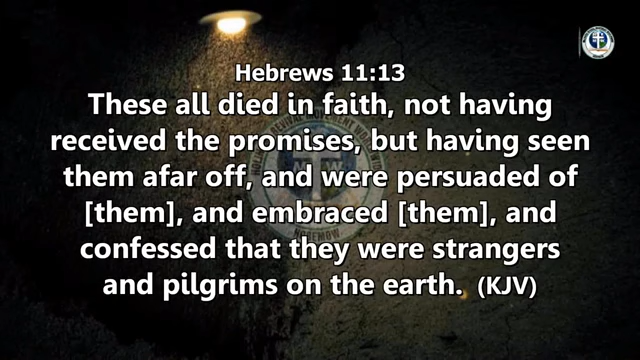 Hebrews 11:13
These all died in faith, not having
received the promises, but having seen
them afar off, and were persuaded of
[them], and embraced [them], and
confessed that they were strangers
and pilgrims on the earth. (KJV)